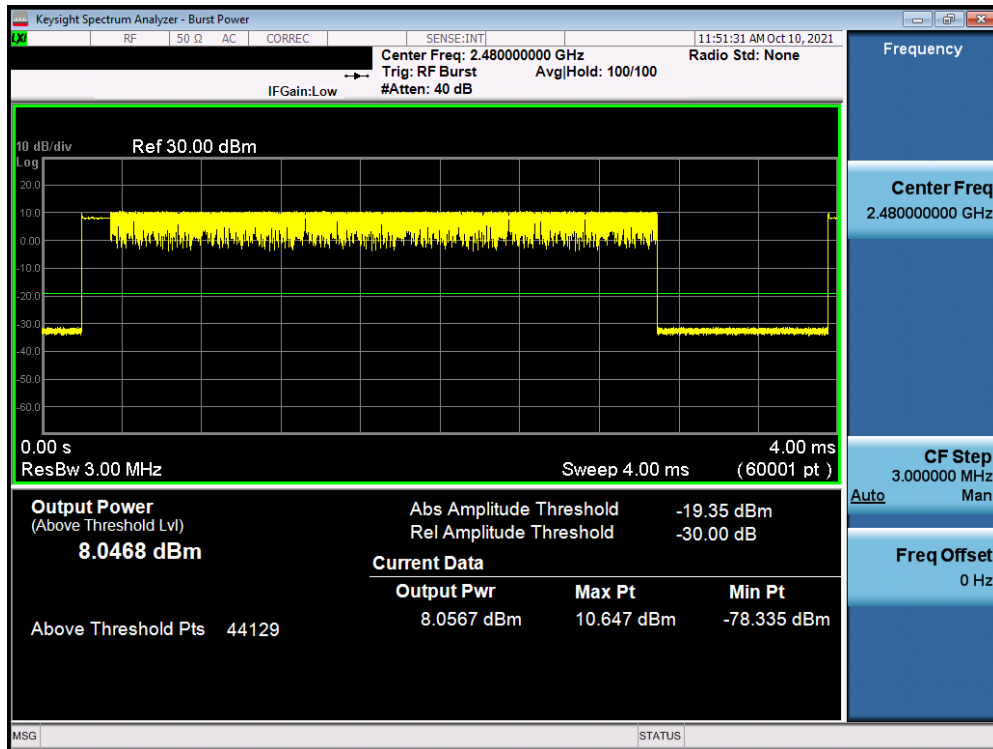 Keysight Spectrum Analyzer - Burst Power
LXI RF 50 Ω AC CORREC SENSE:INT 11:51:31 AM Oct 10, 2021
Center Freq: 2.480000000 GHz Radio Std: None
Trig: RF Burst Avg|Hold: 100/100
IFGain:Low #Atten: 40 dB
10 dB/div Ref 30.00 dBm
Log
20.0
10.0
0.00
-10.0
-20.0
-30.0
-40.0
-50.0
-60.0
0.00 s 4.00 ms
ResBw 3.00 MHz Sweep 4.00 ms (60001 pt )
Output Power
(Above Threshold Lvl)
8.0468 dBm
Above Threshold Pts 44129
Abs Amplitude Threshold -19.35 dBm
Rel Amplitude Threshold -30.00 dB
Current Data
Output Pwr Max Pt Min Pt
8.0567 dBm 10.647 dBm -78.335 dBm
MSG STATUS
Frequency
Center Freq
2.480000000 GHz
CF Step
3.000000 MHz
Auto Man
Freq Offset
0 Hz